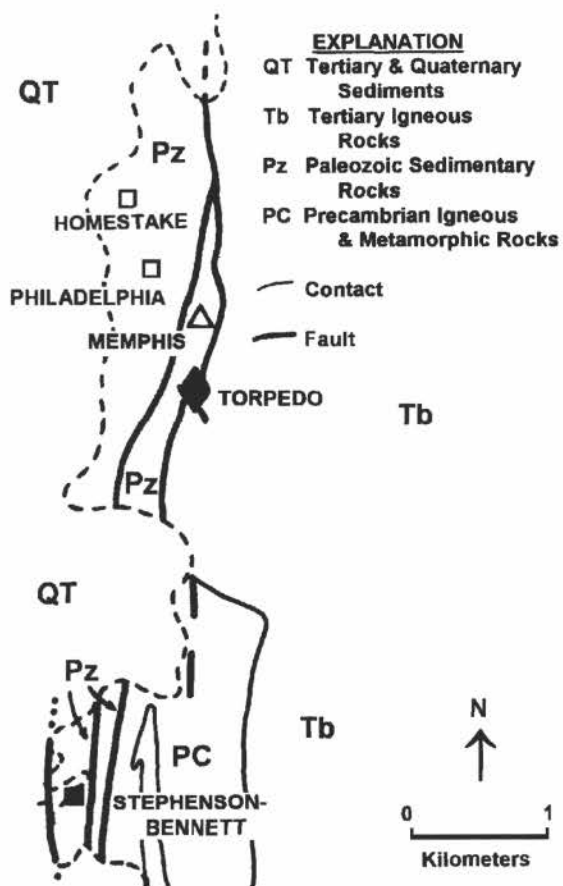 EXPLANATION
QT Tertiary & Quaternary
Sediments
Tb Tertiary Igneous
Rocks
Pz Paleozoic Sedimentary
Rocks
PC Precambrian Igneous
& Metamorphic Rocks
Contact
Fault
QT
Pz
HOMESTAKE
PHILADELPHIA
MEMPHIS
TORPEDO
Tb
Pz
QT
Pz
Tb
PC
STEPHENSON-
BENNETT
N
0 1
Kilometers